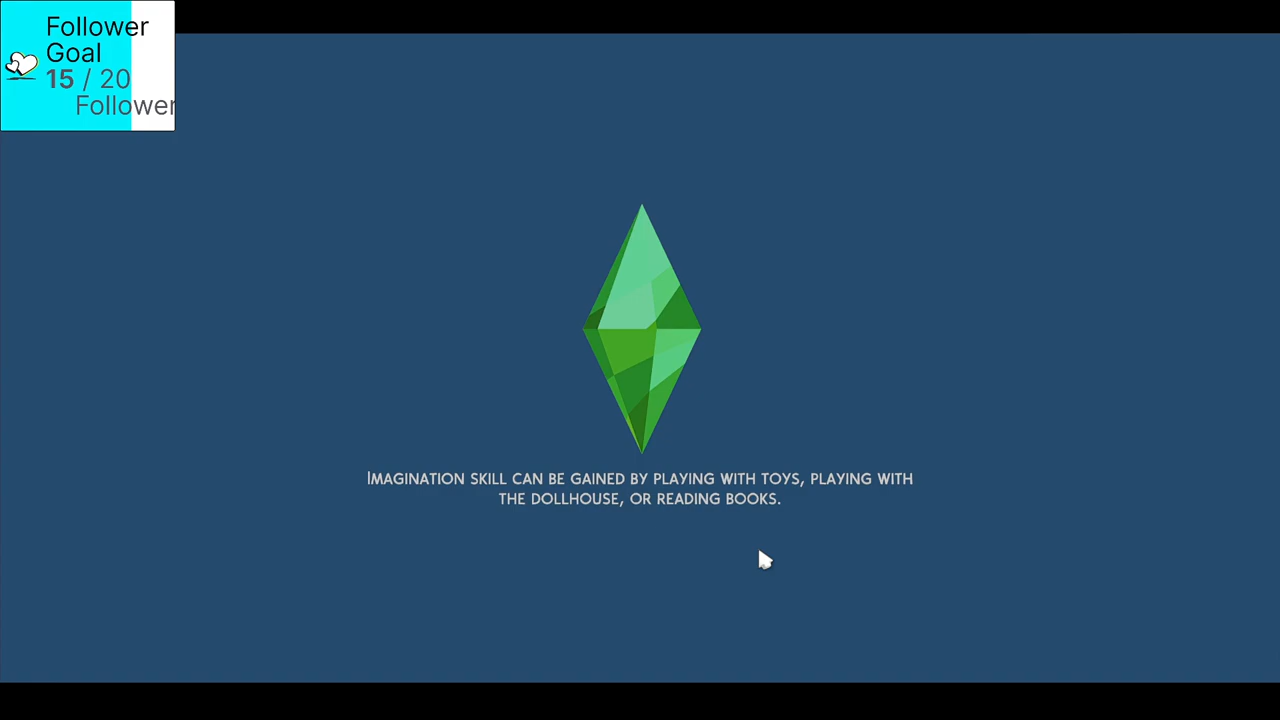 Follower
Goal
15 / 20
Follower
IMAGINATION SKILL CAN BE GAINED BY PLAYING WITH TOYS, PLAYING WITH
THE DOLLHOUSE, OR READING BOOKS.